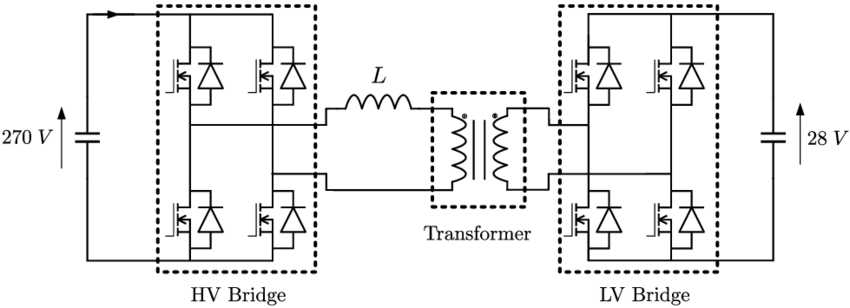 L
270 V
28 V
Transformer
HV Bridge
LV Bridge